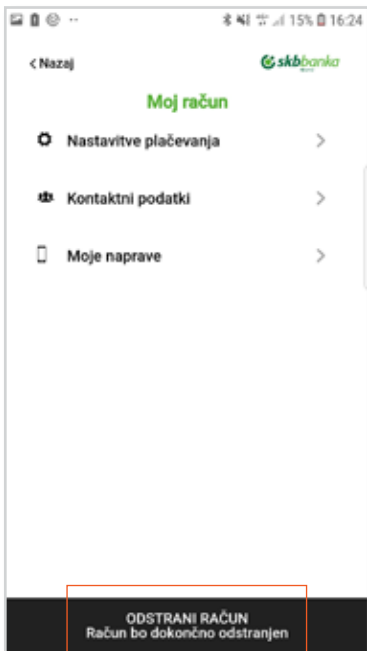 15% 16:24
< Nazaj
skbbanka
Moj račun
Nastavitve plačevanja
Kontaktni podatki
Moje naprave
ODSTRANI RAČUN
Račun bo dokončno odstranjen